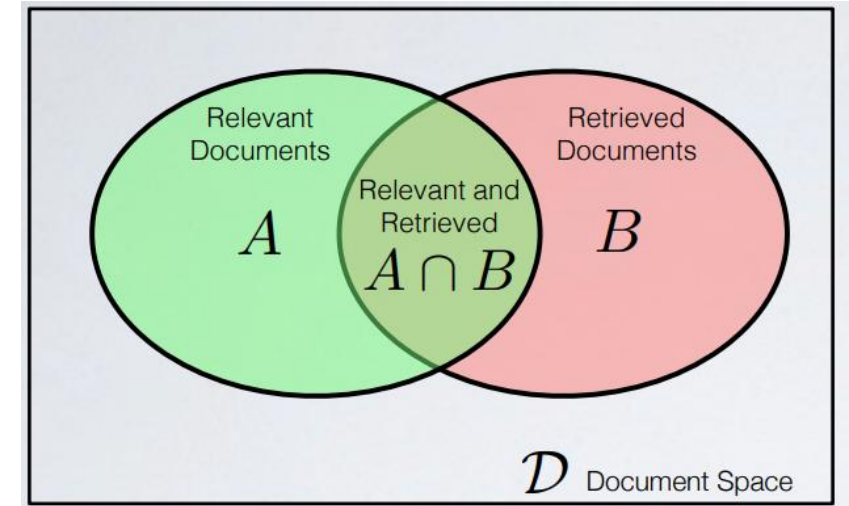 Relevant
Documents
A
Relevant and
Retrieved
A ∩ B
Retrieved
Documents
B
𝒟 Document Space